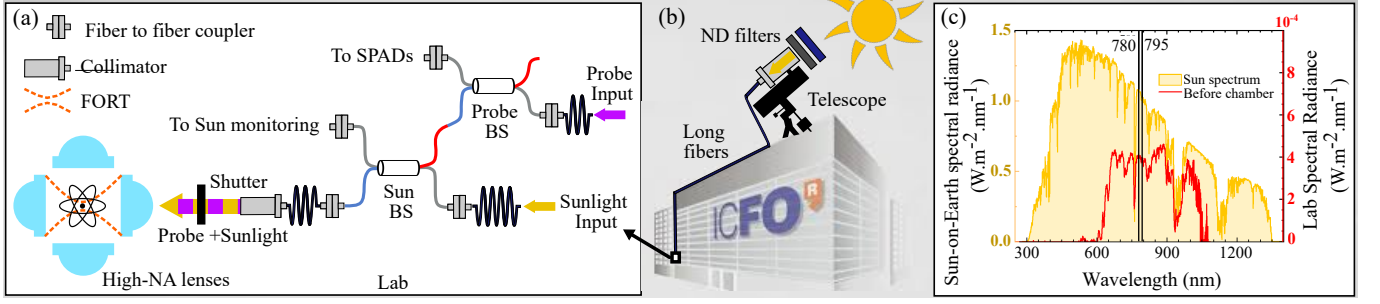 (a)
Fiber to fiber coupler
Collimator
FORT
To SPADs
Probe
Input
Probe
BS
To Sun monitoring
Shutter
Sun
BS
Sunlight
Input
Probe +Sunlight
High-NA lenses
Lab
(b)
ND filters
Telescope
Long
fibers
ICFO
R
(c)
Sun-on-Earth spectral radiance
(W.m-2.nm-1)
1.5
1.0
0.5
0.0
780
795
Sun spectrum
Before chamber
10-4
8
6
4
2
0
Lab Spectral Radiance
(W.m-2.nm-1)
300
600
900
1200
Wavelength (nm)